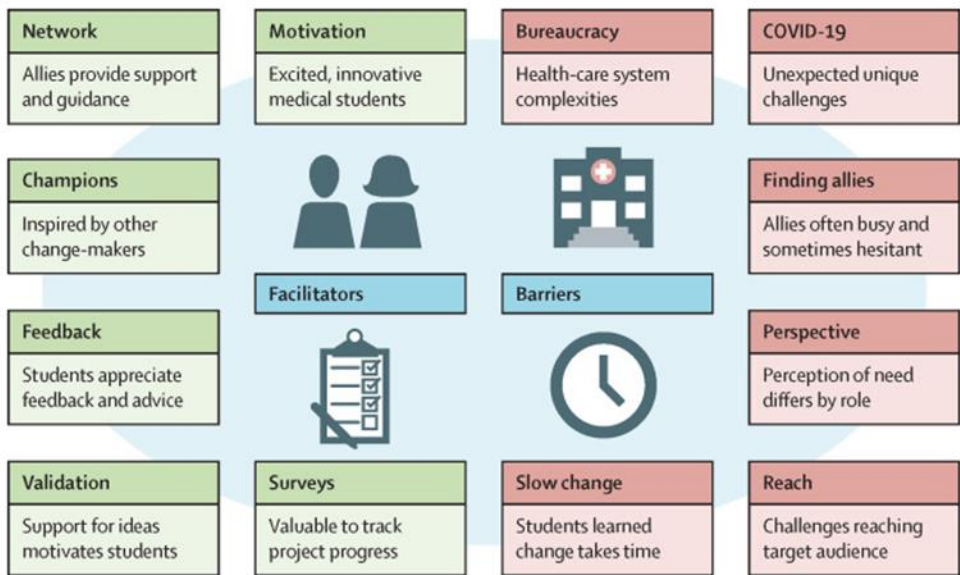 Network
Allies provide support
and guidance
Motivation
Excited, innovative
medical students
Bureaucracy
Health-care system
complexities
COVID-19
Unexpected unique
challenges
Champions
Inspired by other
change-makers
Finding allies
Allies often busy and
sometimes hesitant
Facilitators
Barriers
Feedback
Students appreciate
feedback and advice
Perspective
Perception of need
differs by role
Validation
Support for ideas
motivates students
Surveys
Valuable to track
project progress
Slow change
Students learned
change takes time
Reach
Challenges reaching
target audience